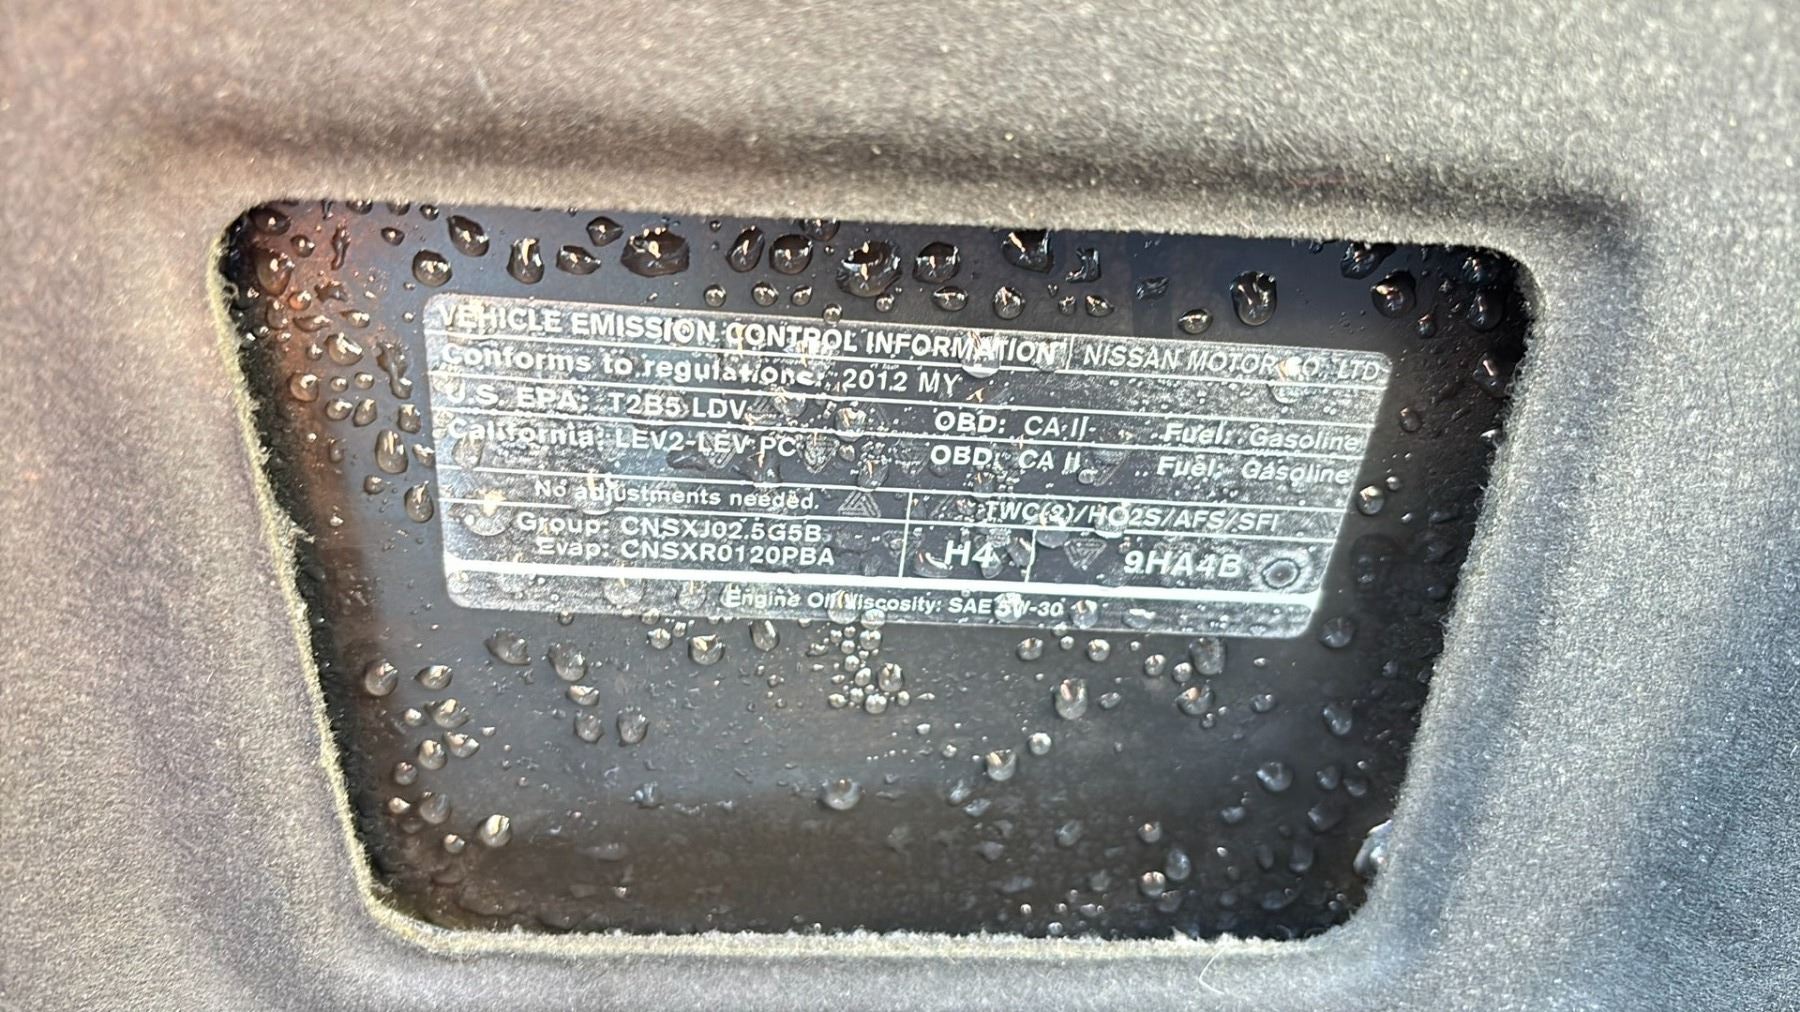 VEHICLE EMISSION CONTROL INFORMATION NISSAN MOTOR CO., LTD
Conforms to regulations: 2012 MY
U.S. EPA: T2B5 LDV OBD: CA II Fuel: Gasoline
California: LEV2-LEV PC OBD: CA II Fuel: Gasoline
No adjustments needed. TWC(2)/HO2S/AFS/SFI
Group: CNSXJ02.5G5B
Evap: CNSXR0120PBA H4 9HA4B
Engine Oil Viscosity: SAE 5W-30